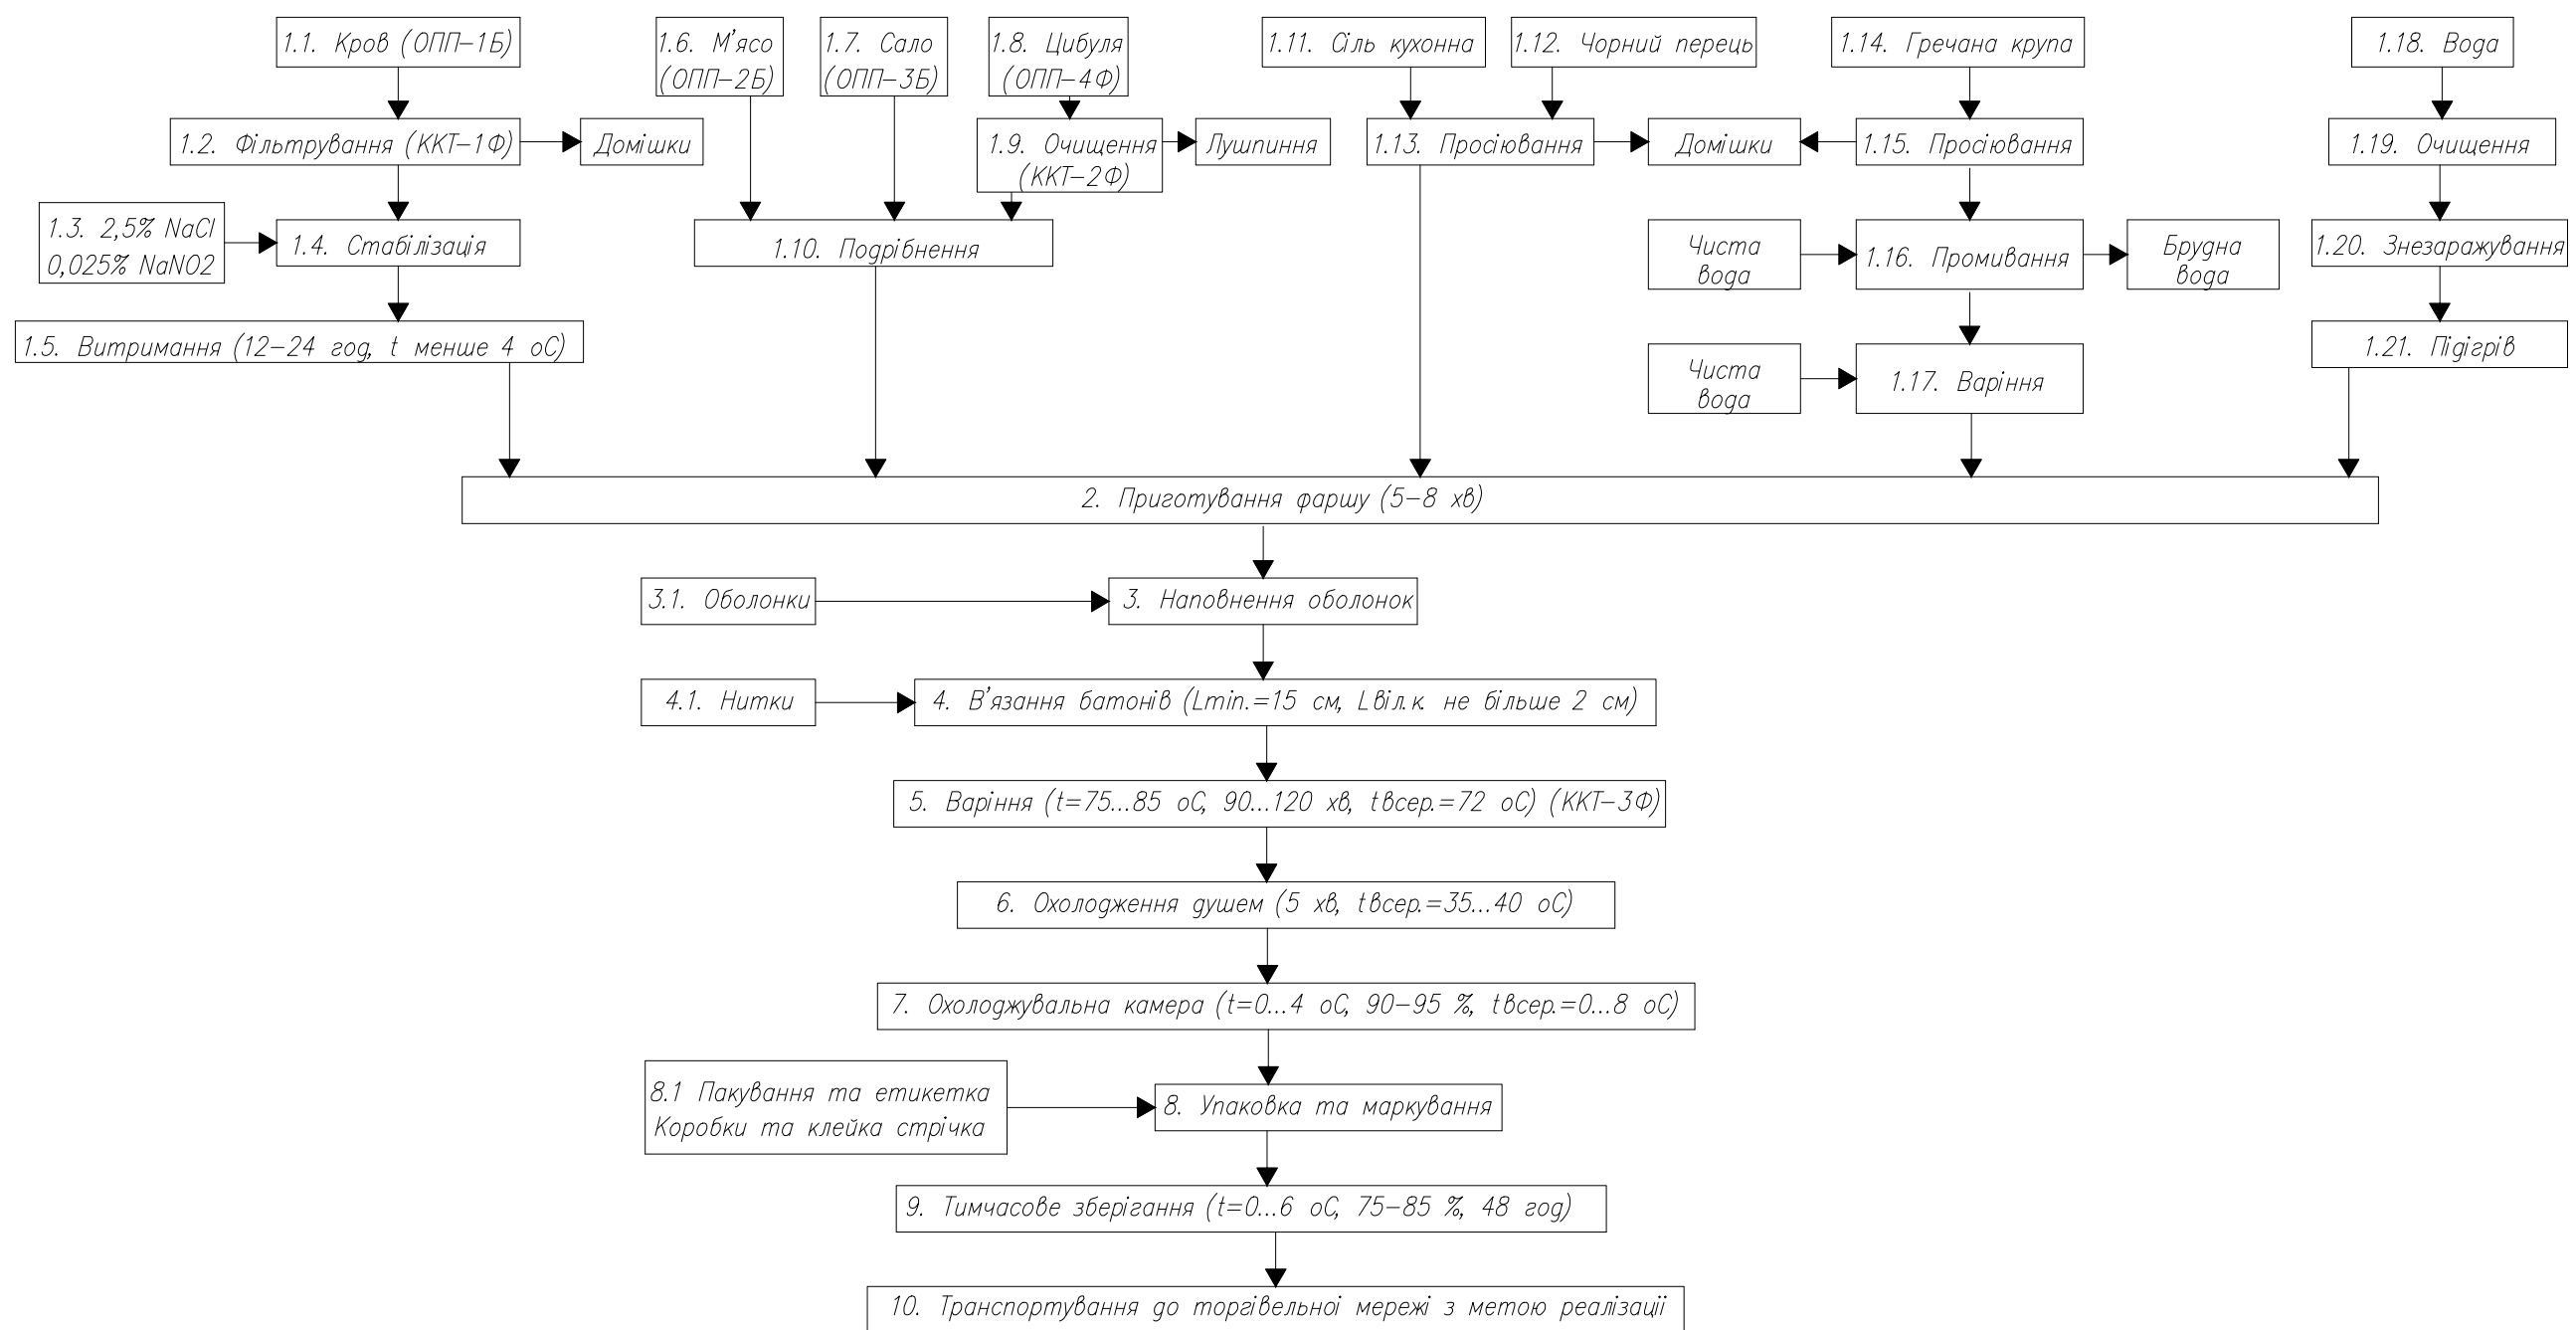 1.1. Кров (ОПП-1Б)
1.6. М'ясо
(ОПП-2Б)
1.7. Сало
(ОПП-3Б)
1.8. Цибуля
(ОПП-4Ф)
1.11. Сіль кухонна
1.12. Чорний перець
1.14. Гречана крупа
1.18. Вода
1.2. Фільтрування (ККТ-1Ф)
Домішки
1.9. Очищення
(ККТ-2Ф)
Лушпиння
1.13. Просіювання
Домішки
1.15. Просіювання
1.19. Очищення
1.3. 2,5% NaCl
0,025% NaNO2
1.4. Стабілізація
1.10. Подрібнення
Чиста
вода
1.16. Промивання
Брудна
вода
1.20. Знезаражування
1.5. Витримання (12-24 год, t менше 4 оС)
Чиста
вода
1.17. Варіння
1.21. Підігрів
2. Приготування фаршу (5-8 хв)
3.1. Оболонки
3. Наповнення оболонок
4.1. Нитки
4. В'язання батонів (Lmin.=15 см, Lвіл.к. не більше 2 см)
5. Варіння (t=75...85 оС, 90...120 хв, tвсер.=72 оС) (ККТ-3Ф)
6. Охолодження душем (5 хв, tвсер.=35...40 оС)
7. Охолоджувальна камера (t=0...4 оС, 90-95 %, tвсер.=0...8 оС)
8.1 Пакування та етикетка
Коробки та клейка стрічка
8. Упаковка та маркування
9. Тимчасове зберігання (t=0...6 оС, 75-85 %, 48 год)
10. Транспортування до торгівельної мережі з метою реалізації